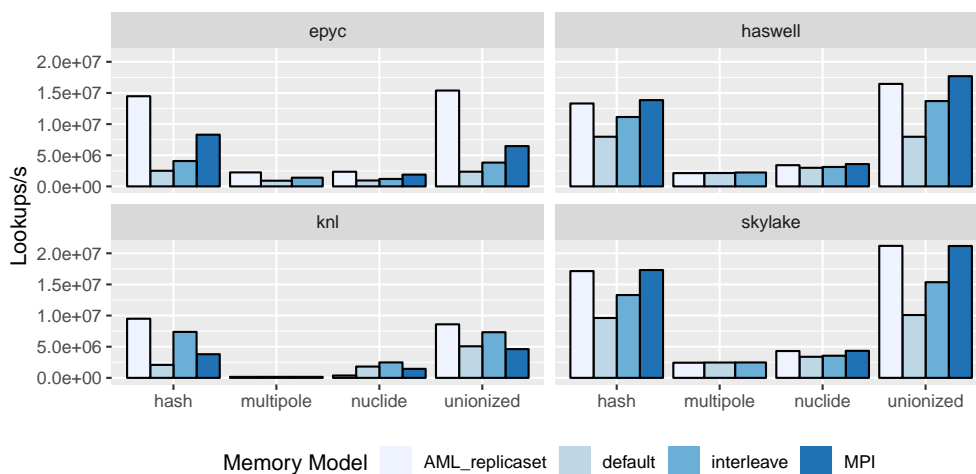 epyc
haswell
Lookups/s
2.0e+07
1.5e+07
1.0e+07
5.0e+06
0.0e+00
knl
skylake
2.0e+07
1.5e+07
1.0e+07
5.0e+06
0.0e+00
hash multipole nuclide unionized
hash multipole nuclide unionized
Memory Model AML_replicaset default interleave MPI